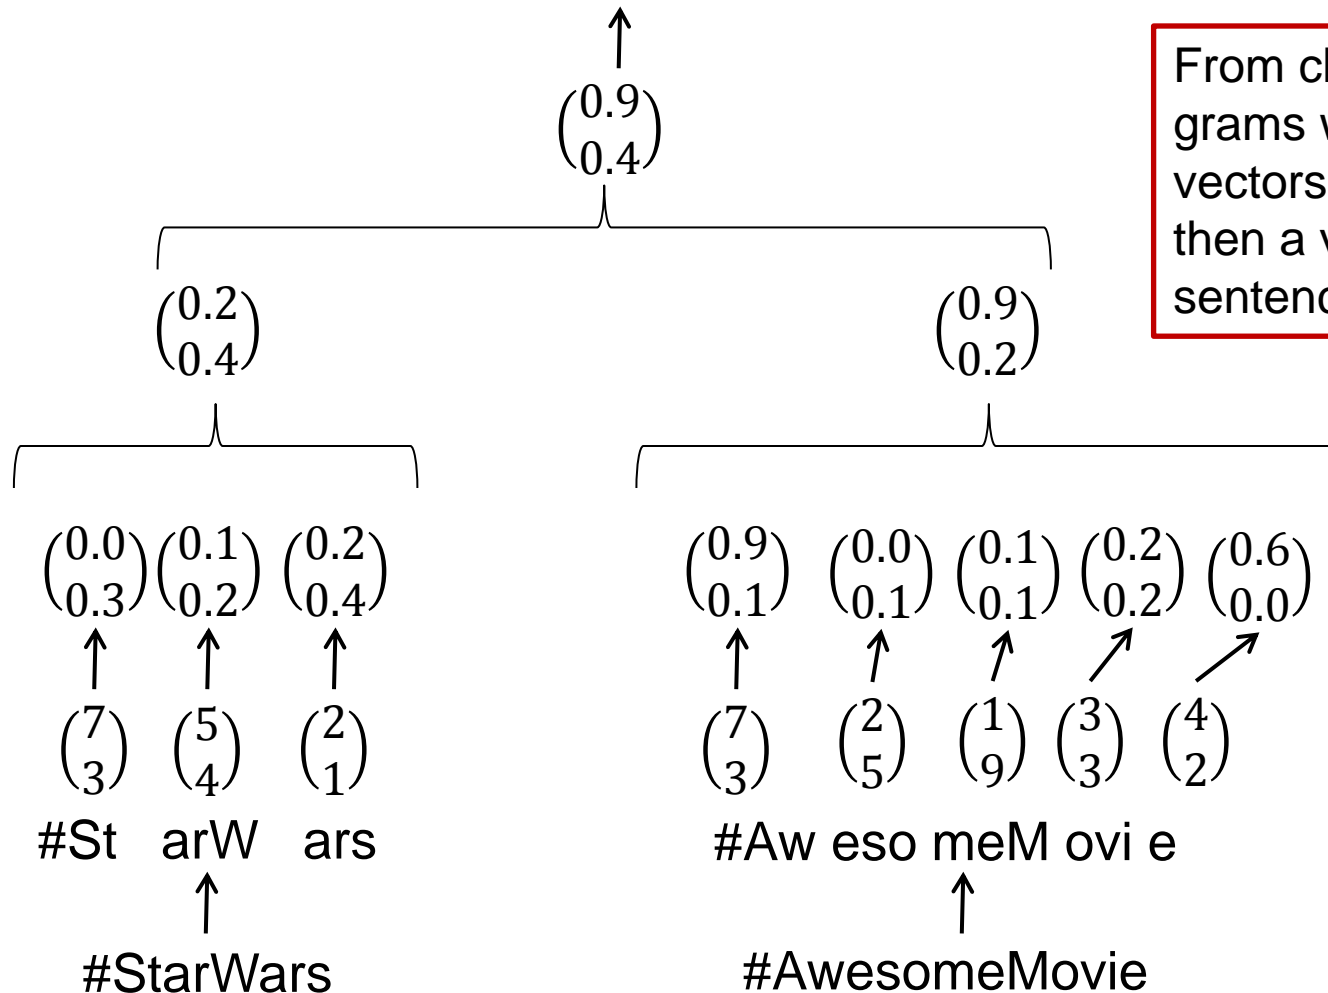 (0.9
0.4)
From
grams
vectors
then a
sentenc
(0.2
0.4)
(0.9
0.2)
(0.0
0.3) (0.1
0.2) (0.2
0.4) (0.9
0.1) (0.0
0.1) (0.1
0.1) (0.2
0.2) (0.6
0.0)
(7
3) (5
4) (2
1) (7
3) (2
5) (1
9) (3
3) (4
2)
#St arW ars
#Aw eso meM ovi e
#StarWars
#AwesomeMovie